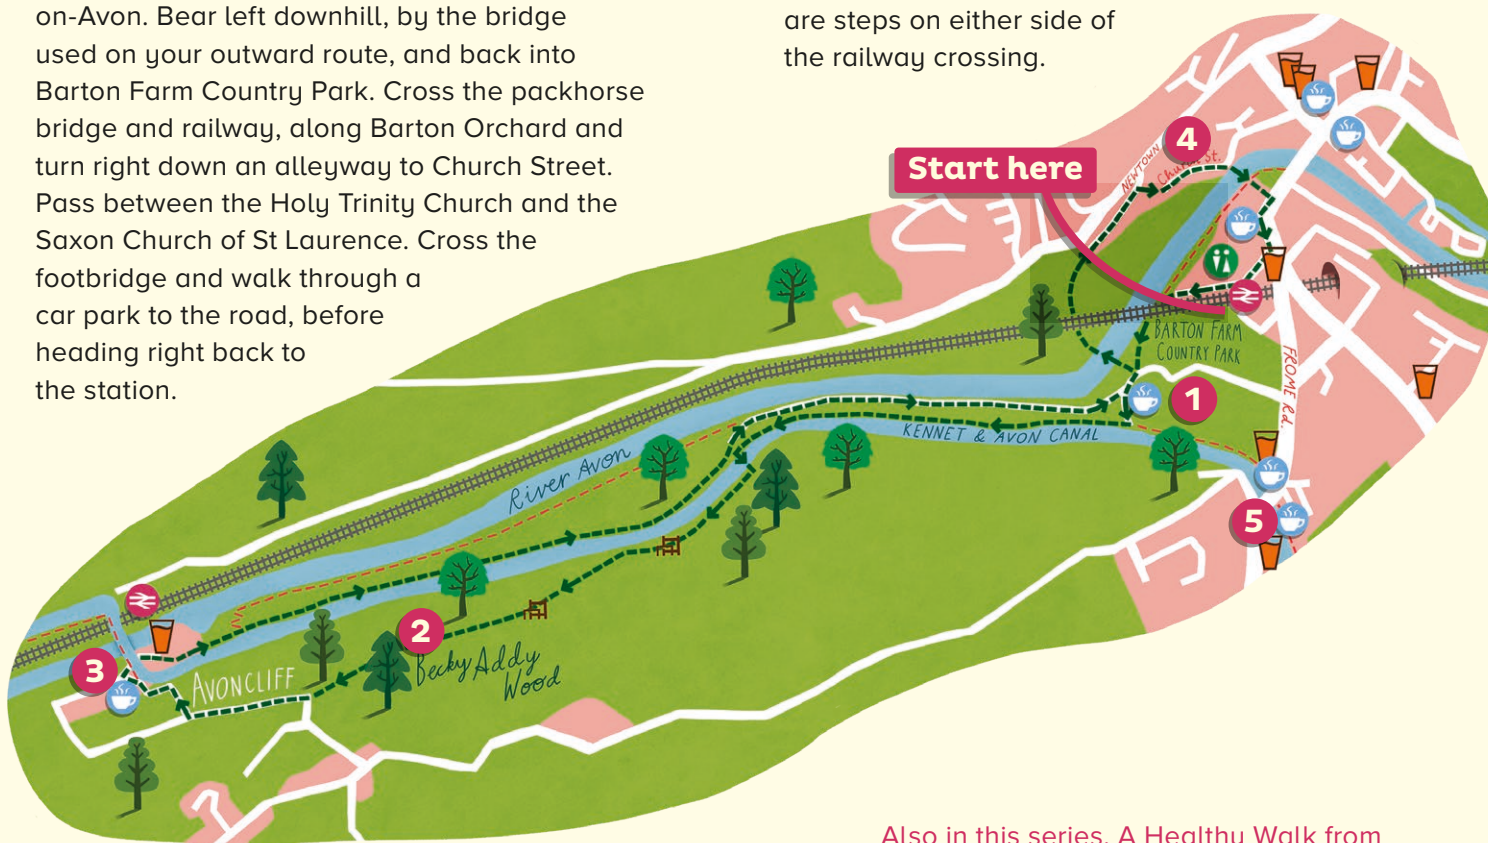 on-Avon. Bear left downhill, by the bridge
used on your outward route, and back into
Barton Farm Country Park. Cross the packhorse
bridge and railway, along Barton Orchard and
turn right down an alleyway to Church Street.
Pass between the Holy Trinity Church and the
Saxon Church of St Laurence. Cross the
footbridge and walk through a
car park to the road, before
heading right back to
the station.
are steps on either side of
the railway crossing.
Start here
NEWTOWN
4
Church St.
BARTON FARM
COUNTRY PARK
FROME Rd.
1
KENNET & AVON CANAL
River Avon
5
2
Becky Addy
Wood
3
AVONCLIFF
Also in this series, A Healthy Walk from